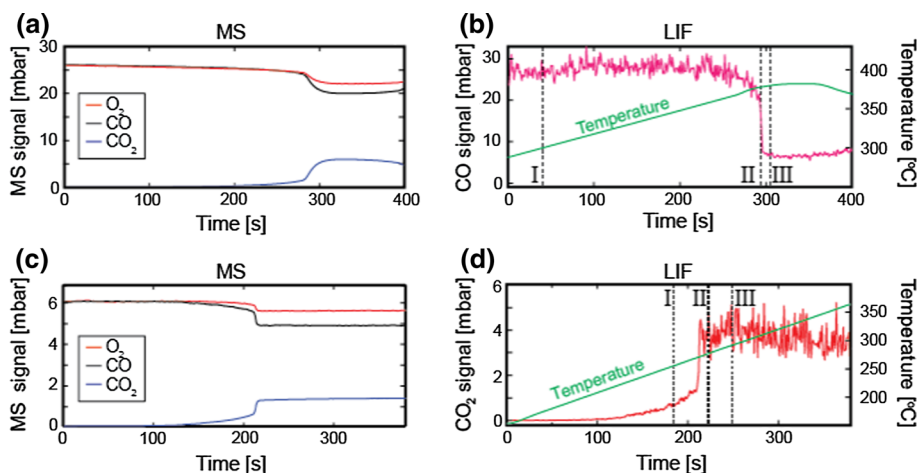 (a)
MS
MS signal [mbar]
30
20
10
0
O₂
CO
CO₂
0
100
200
300
400
Time [s]
(b)
LIF
CO signal [mbar]
30
20
10
0
Temperature
I
II
III
400
350
300
Temperature [ºC]
0
100
200
300
400
Time [s]
(c)
MS
MS signal [mbar]
6
4
2
0
O₂
CO
CO₂
0
100
200
300
Time [s]
(d)
LIF
CO₂ signal [mbar]
6
4
2
0
Temperature
I
II
III
350
300
250
200
150
Temperature [ºC]
0
100
200
300
Time [s]